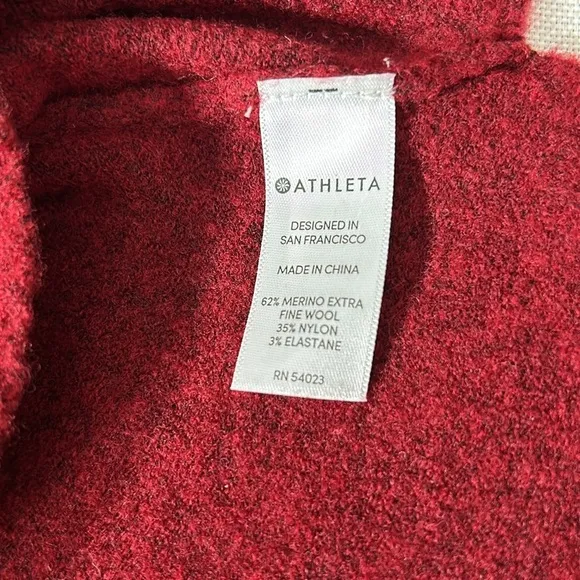 ATHLETA
DESIGNED IN
SAN FRANCISCO
MADE IN CHINA
62% MERINO EXTRA
FINE WOOL
35% NYLON
3% ELASTANE
RN 54023